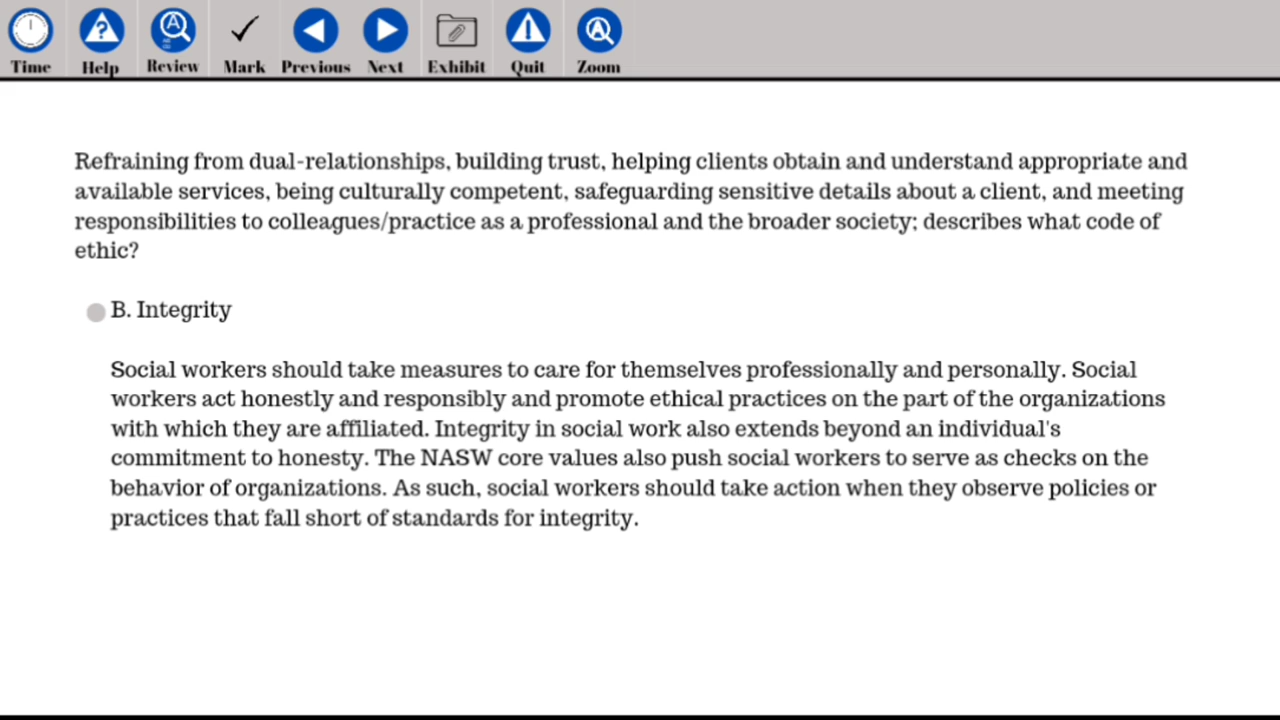 Time Help Review Mark Previous Next Exhibit Quit Zoom
Refraining from dual-relationships, building trust, helping clients obtain and understand appropriate and
available services, being culturally competent, safeguarding sensitive details about a client, and meeting
responsibilities to colleagues/practice as a professional and the broader society; describes what code of
ethic?
B. Integrity
Social workers should take measures to care for themselves professionally and personally. Social
workers act honestly and responsibly and promote ethical practices on the part of the organizations
with which they are affiliated. Integrity in social work also extends beyond an individual's
commitment to honesty. The NASW core values also push social workers to serve as checks on the
behavior of organizations. As such, social workers should take action when they observe policies or
practices that fall short of standards for integrity.